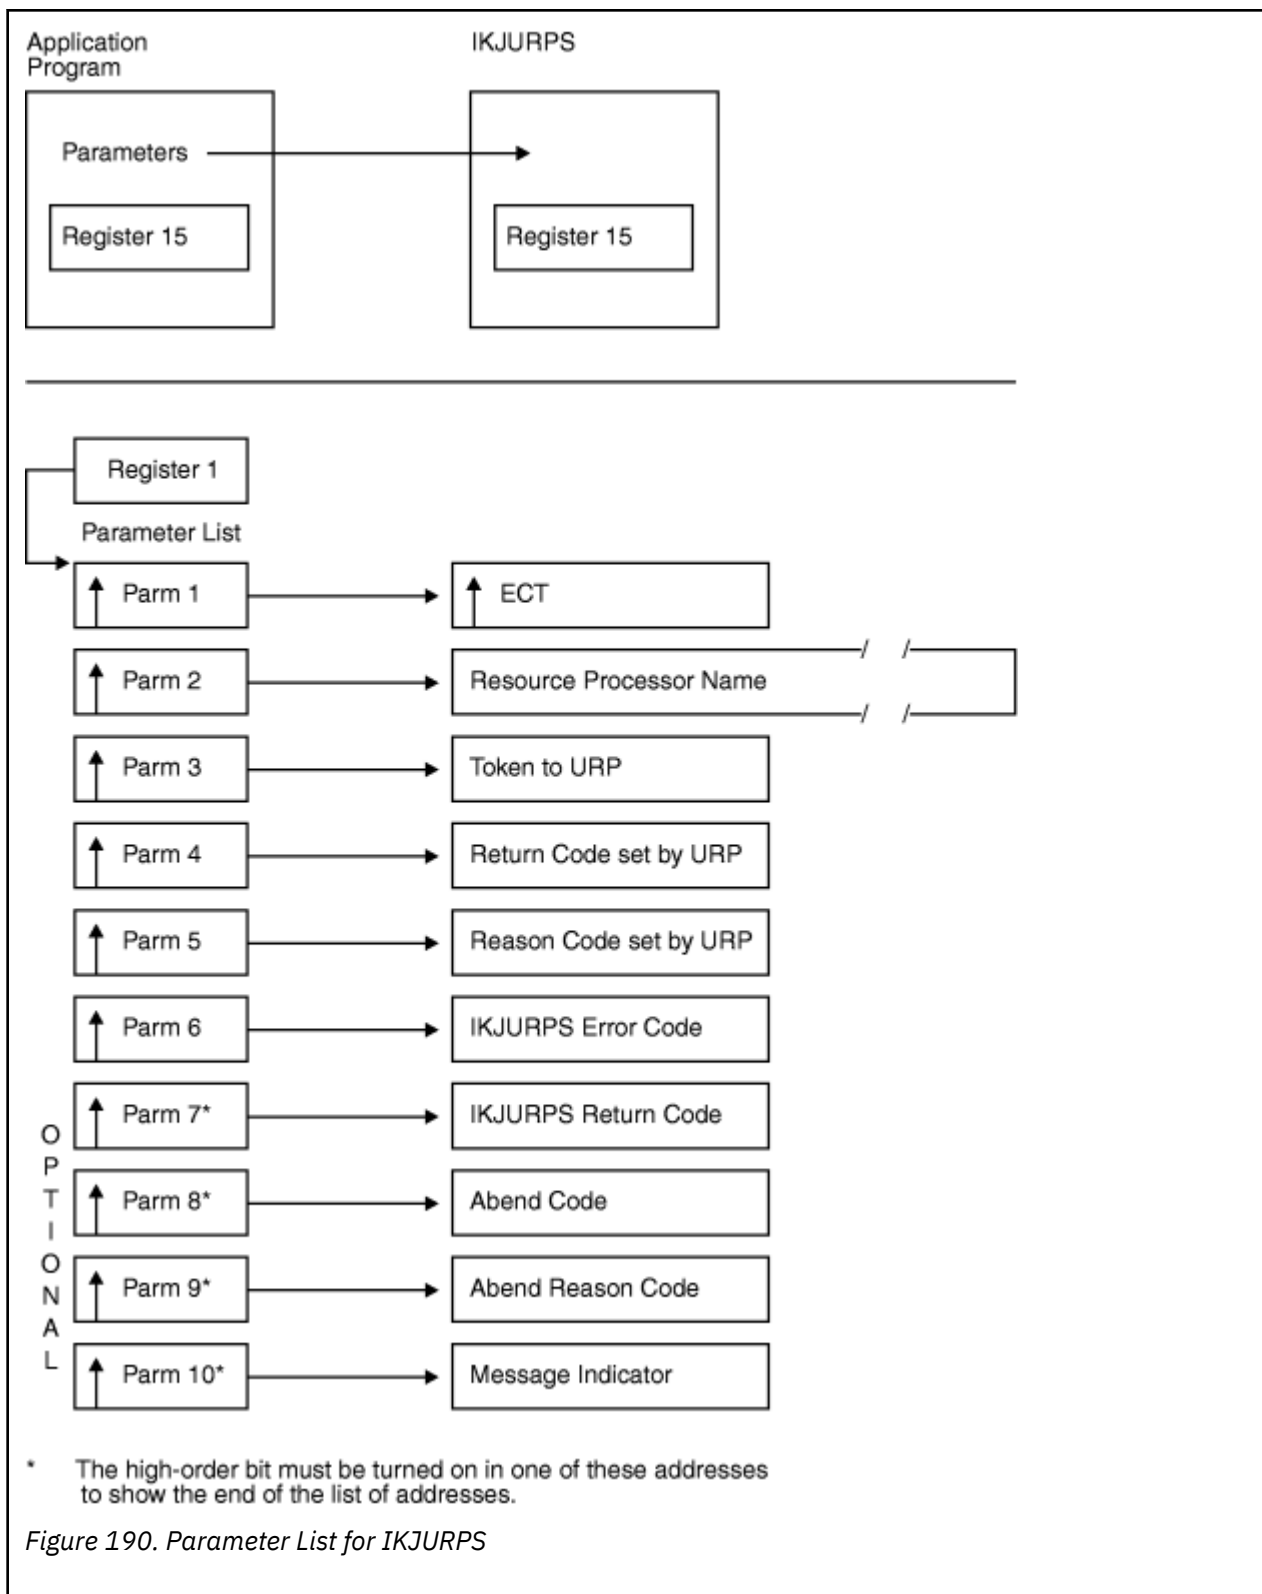 Application
Program
IKJURPS
Parameters
Register 15
Register 15
Register 1
Parameter List
Parm 1
ECT
Parm 2
Resource Processor Name
Parm 3
Token to URP
Parm 4
Return Code set by URP
Parm 5
Reason Code set by URP
Parm 6
IKJURPS Error Code
OPTIONAL
Parm 7*
IKJURPS Return Code
Parm 8*
Abend Code
Parm 9*
Abend Reason Code
Parm 10*
Message Indicator
* The high-order bit must be turned on in one of these addresses
to show the end of the list of addresses.
Figure 190. Parameter List for IKJURPS